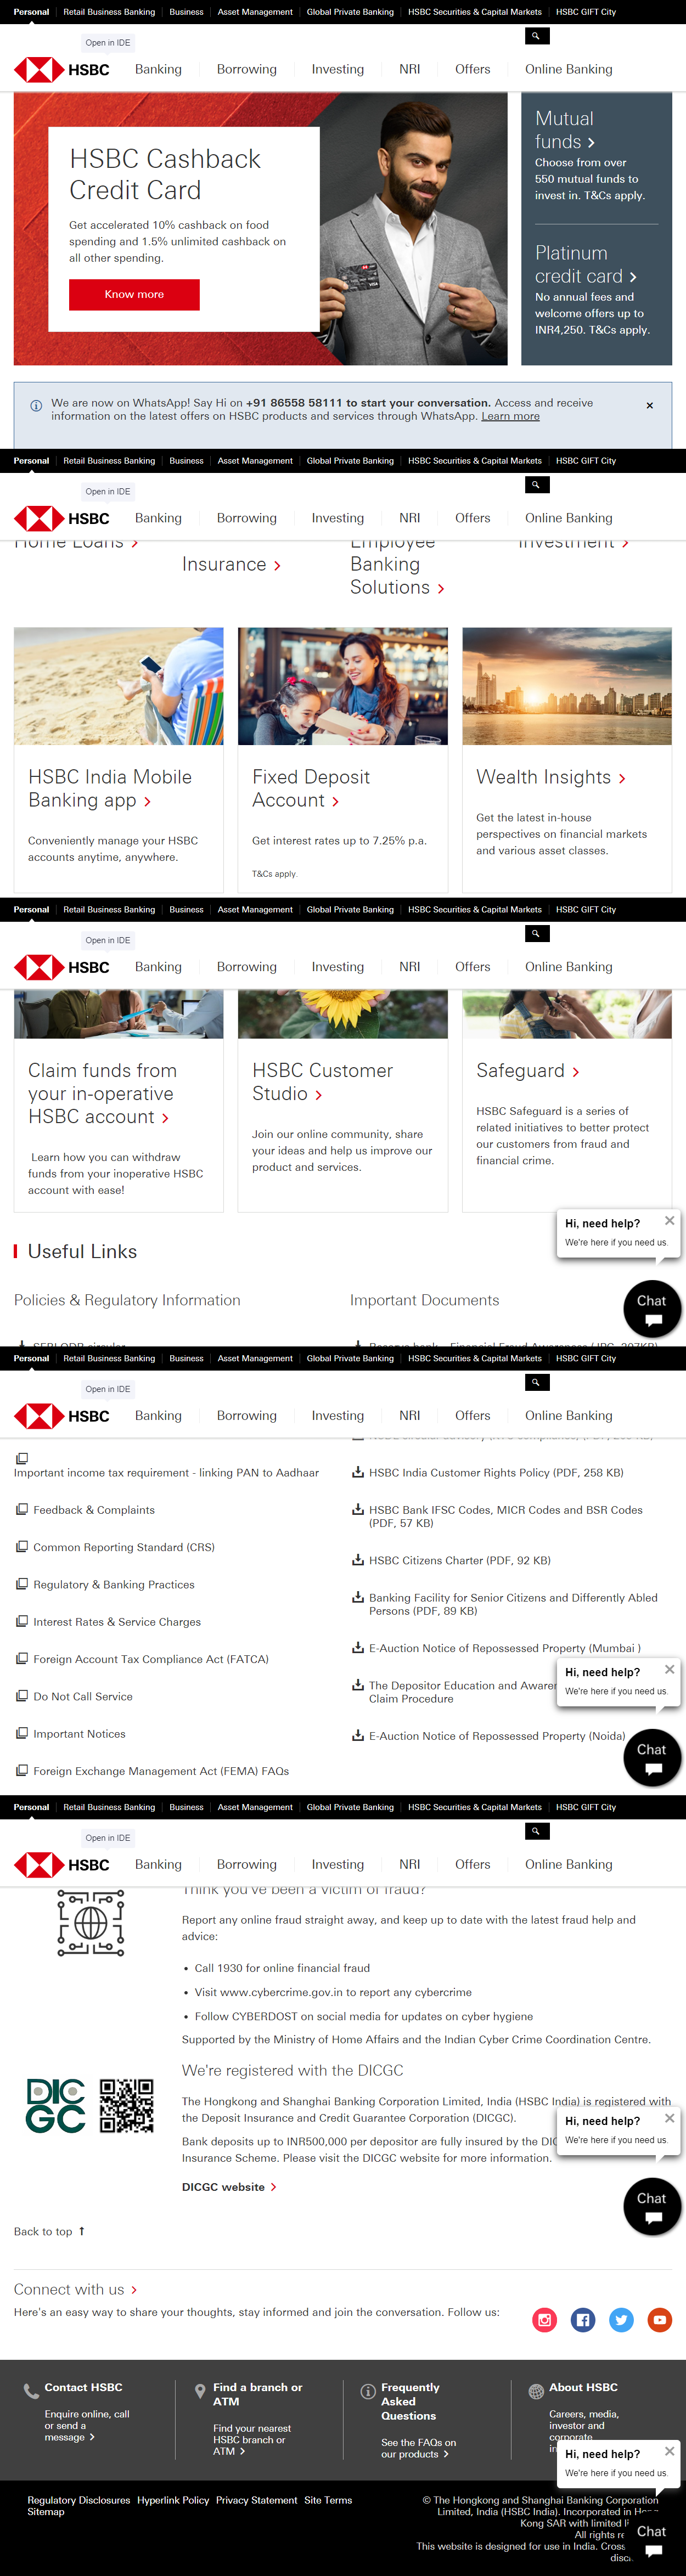 Personal Retail Business Banking Business Asset Management Global Private Banking HSBC Securities & Capital Markets HSBC GIFT City
Open in IDE
HSBC Banking Borrowing Investing NRI Offers Online Banking
HSBC Cashback
Credit Card
Get accelerated 10% cashback on food
spending and 1.5% unlimited cashback on
all other spending.
Know more
VISA
Mutual
funds
Choose from over
550 mutual funds to
invest in. T&Cs apply.
Platinum
credit card
No annual fees and
welcome offers up to
INR4,250. T&Cs apply.
We are now on WhatsApp! Say Hi on +91 86558 58111 to start your conversation. Access and receive
information on the latest offers on HSBC products and services through WhatsApp. Learn more
Personal Retail Business Banking Business Asset Management Global Private Banking HSBC Securities & Capital Markets HSBC GIFT City
Open in IDE
HSBC Banking Borrowing Investing NRI Offers Online Banking
Home Loans
Insurance
Employee
Banking
Solutions
Investment
HSBC India Mobile
Banking app
Conveniently manage your HSBC
accounts anytime, anywhere.
Fixed Deposit
Account
Get interest rates up to 7.25% p.a.
T&Cs apply.
Wealth Insights
Get the latest in-house
perspectives on financial markets
and various asset classes.
Personal Retail Business Banking Business Asset Management Global Private Banking HSBC Securities & Capital Markets HSBC GIFT City
Open in IDE
HSBC Banking Borrowing Investing NRI Offers Online Banking
Claim funds from
your in-operative
HSBC account
Learn how you can withdraw
funds from your inoperative HSBC
account with ease!
HSBC Customer
Studio
Join our online community, share
your ideas and help us improve our
product and services.
Safeguard
HSBC Safeguard is a series of
related initiatives to better protect
our customers from fraud and
financial crime.
Hi, need help?
We're here if you need us.
Chat
Useful Links
Policies & Regulatory Information
Important Documents
Personal Retail Business Banking Business Asset Management Global Private Banking HSBC Securities & Capital Markets HSBC GIFT City
Open in IDE
HSBC Banking Borrowing Investing NRI Offers Online Banking
Important income tax requirement - linking PAN to Aadhaar
Feedback & Complaints
Common Reporting Standard (CRS)
Regulatory & Banking Practices
Interest Rates & Service Charges
Foreign Account Tax Compliance Act (FATCA)
Do Not Call Service
Important Notices
Foreign Exchange Management Act (FEMA) FAQs
HSBC India Customer Rights Policy (PDF, 258 KB)
HSBC Bank IFSC Codes, MICR Codes and BSR Codes
(PDF, 57 KB)
HSBC Citizens Charter (PDF, 92 KB)
Banking Facility for Senior Citizens and Differently Abled
Persons (PDF, 89 KB)
E-Auction Notice of Repossessed Property (Mumbai )
The Depositor Education and
Claim Procedure
E-Auction Notice of Repossessed Property (Noida)
Hi, need help?
We're here if you need us.
Chat
Personal Retail Business Banking Business Asset Management Global Private Banking HSBC Securities & Capital Markets HSBC GIFT City
Open in IDE
HSBC Banking Borrowing Investing NRI Offers Online Banking
Think you've been a victim of fraud?
Report any online fraud straight away, and keep up to date with the latest fraud help and
advice:
• Call 1930 for online financial fraud
• Visit www.cybercrime.gov.in to report any cybercrime
• Follow CYBERDOST on social media for updates on cyber hygiene
Supported by the Ministry of Home Affairs and the Indian Cyber Crime Coordination Centre.
DICGC
We're registered with the DICGC
The Hongkong and Shanghai Banking Corporation Limited, India (HSBC India) is registered with
the Deposit Insurance and Credit Guarantee Corporation (DICGC).
Bank deposits up to INR500,000 per depositor are fully insured by the
Insurance Scheme. Please visit the DICGC website for more information.
DICGC website
Hi, need help?
We're here if you need us.
Chat
Back to top
Connect with us
Here's an easy way to share your thoughts, stay informed and join the conversation. Follow us:
Contact HSBC
Enquire online, call
or send a
message
Find a branch or
ATM
Find your nearest
HSBC branch or
ATM
Frequently
Asked
Questions
See the FAQs on
our products
About HSBC
Careers, media,
investor and
corporate
Hi, need help?
We're here if you need us.
Chat
Regulatory Disclosures Hyperlink Policy Privacy Statement Site Terms
Sitemap
© The Hongkong and Shanghai Banking Corporation
Limited, India (HSBC India). Incorporated in
Kong SAR with limited
All rights
This website is designed for use in India.